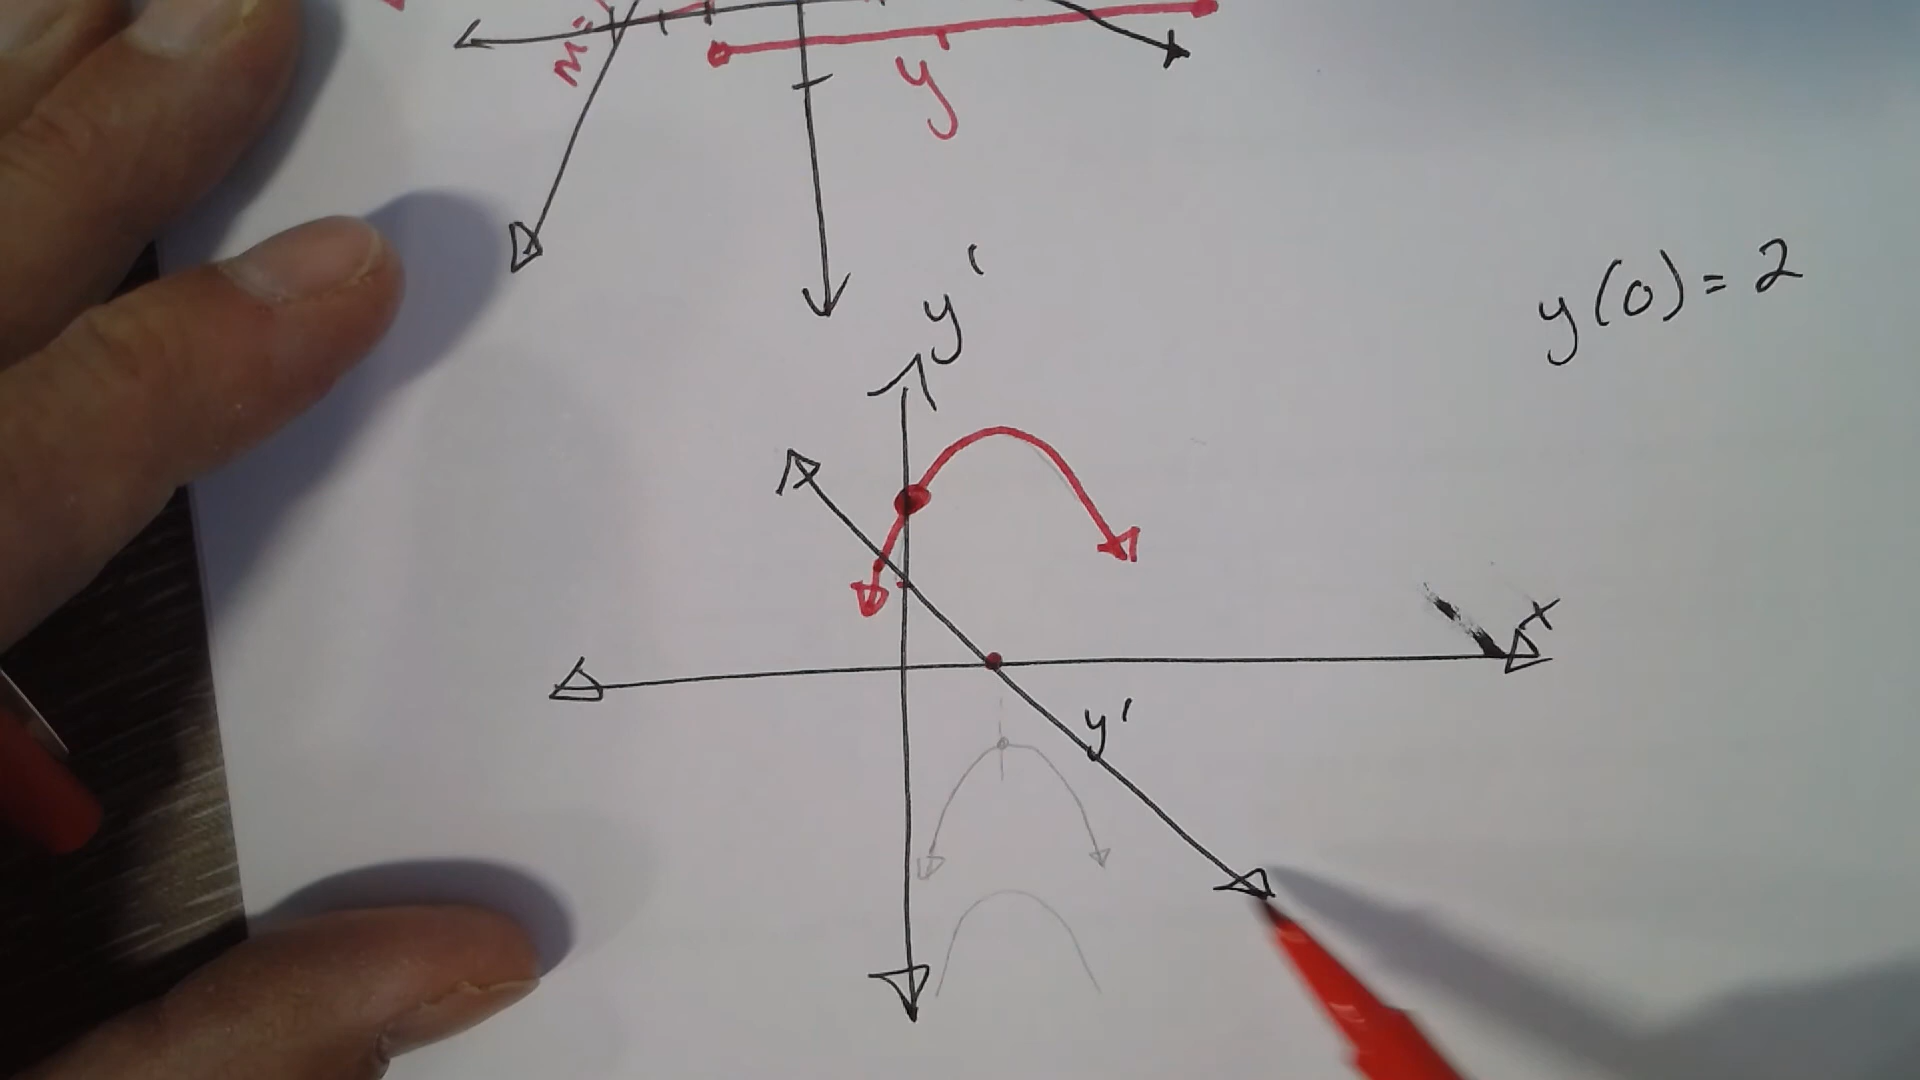 y
y'
y(0) = 2
x
y'